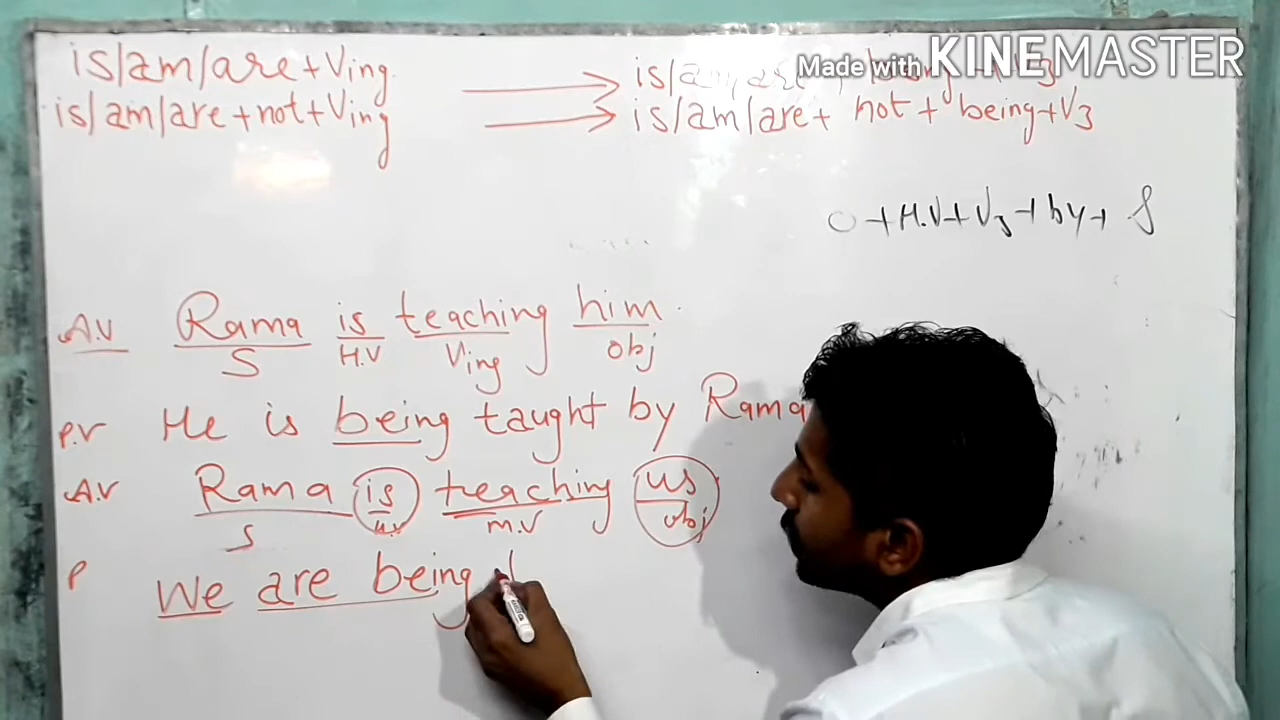 is/am/are+Ving
is/am/are + V3
Made with KINEMASTER
is/am/are+not+Ving
is/am/are+ not + being+V3
O+H.V+V3+by+ S
A.V Rama is teaching him.
S H.V Ving obj
P.V He is being taught by Rama
A.V Rama is teaching us
S H.V M.V obj
P We are being t